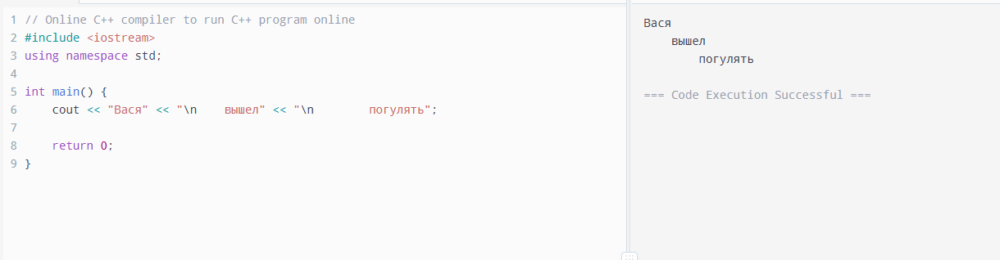 1 // Online C++ compiler to run C++ program online
2 #include <iostream>
3 using namespace std;
4
5 int main() {
6     cout << "Вася" << "\n    вышел" << "\n        погулять";
7
8     return 0;
9 }
Вася
    вышел
        погулять
=== Code Execution Successful ===